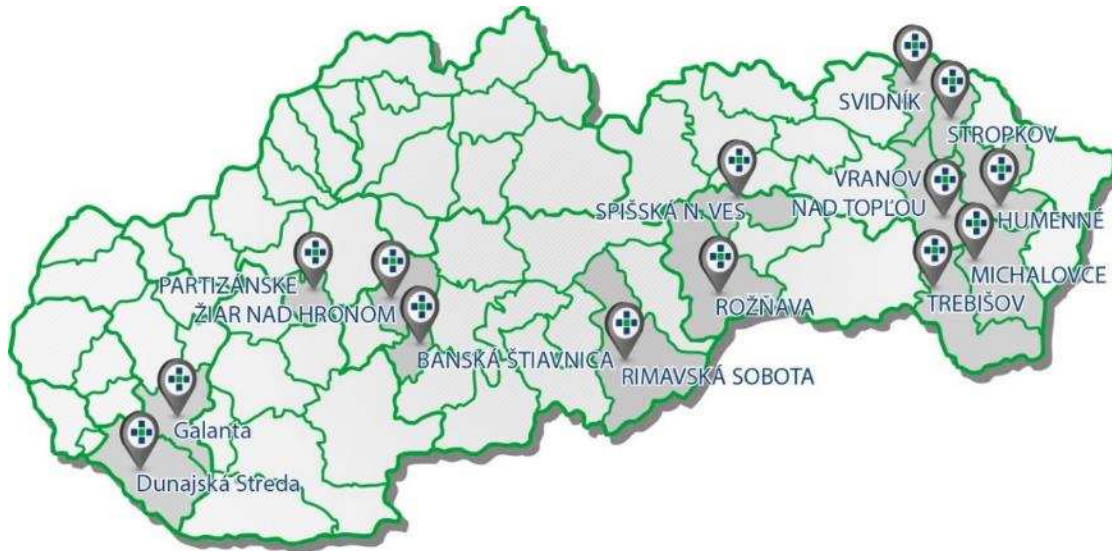 SVIDNÍK
STROPKOV
VRANOV
NAD TOPĽOU
SPIŠSKÁ N. VES
HUMENNÉ
MICHALOVCE
PARTIZÁNSKE
TREBIŠOV
ROŽŇAVA
ŽIAR NAD HRONOM
BANSKÁ ŠTIAVNICA
RIMAVSKÁ SOBOTA
Galanta
Dunajská Streda